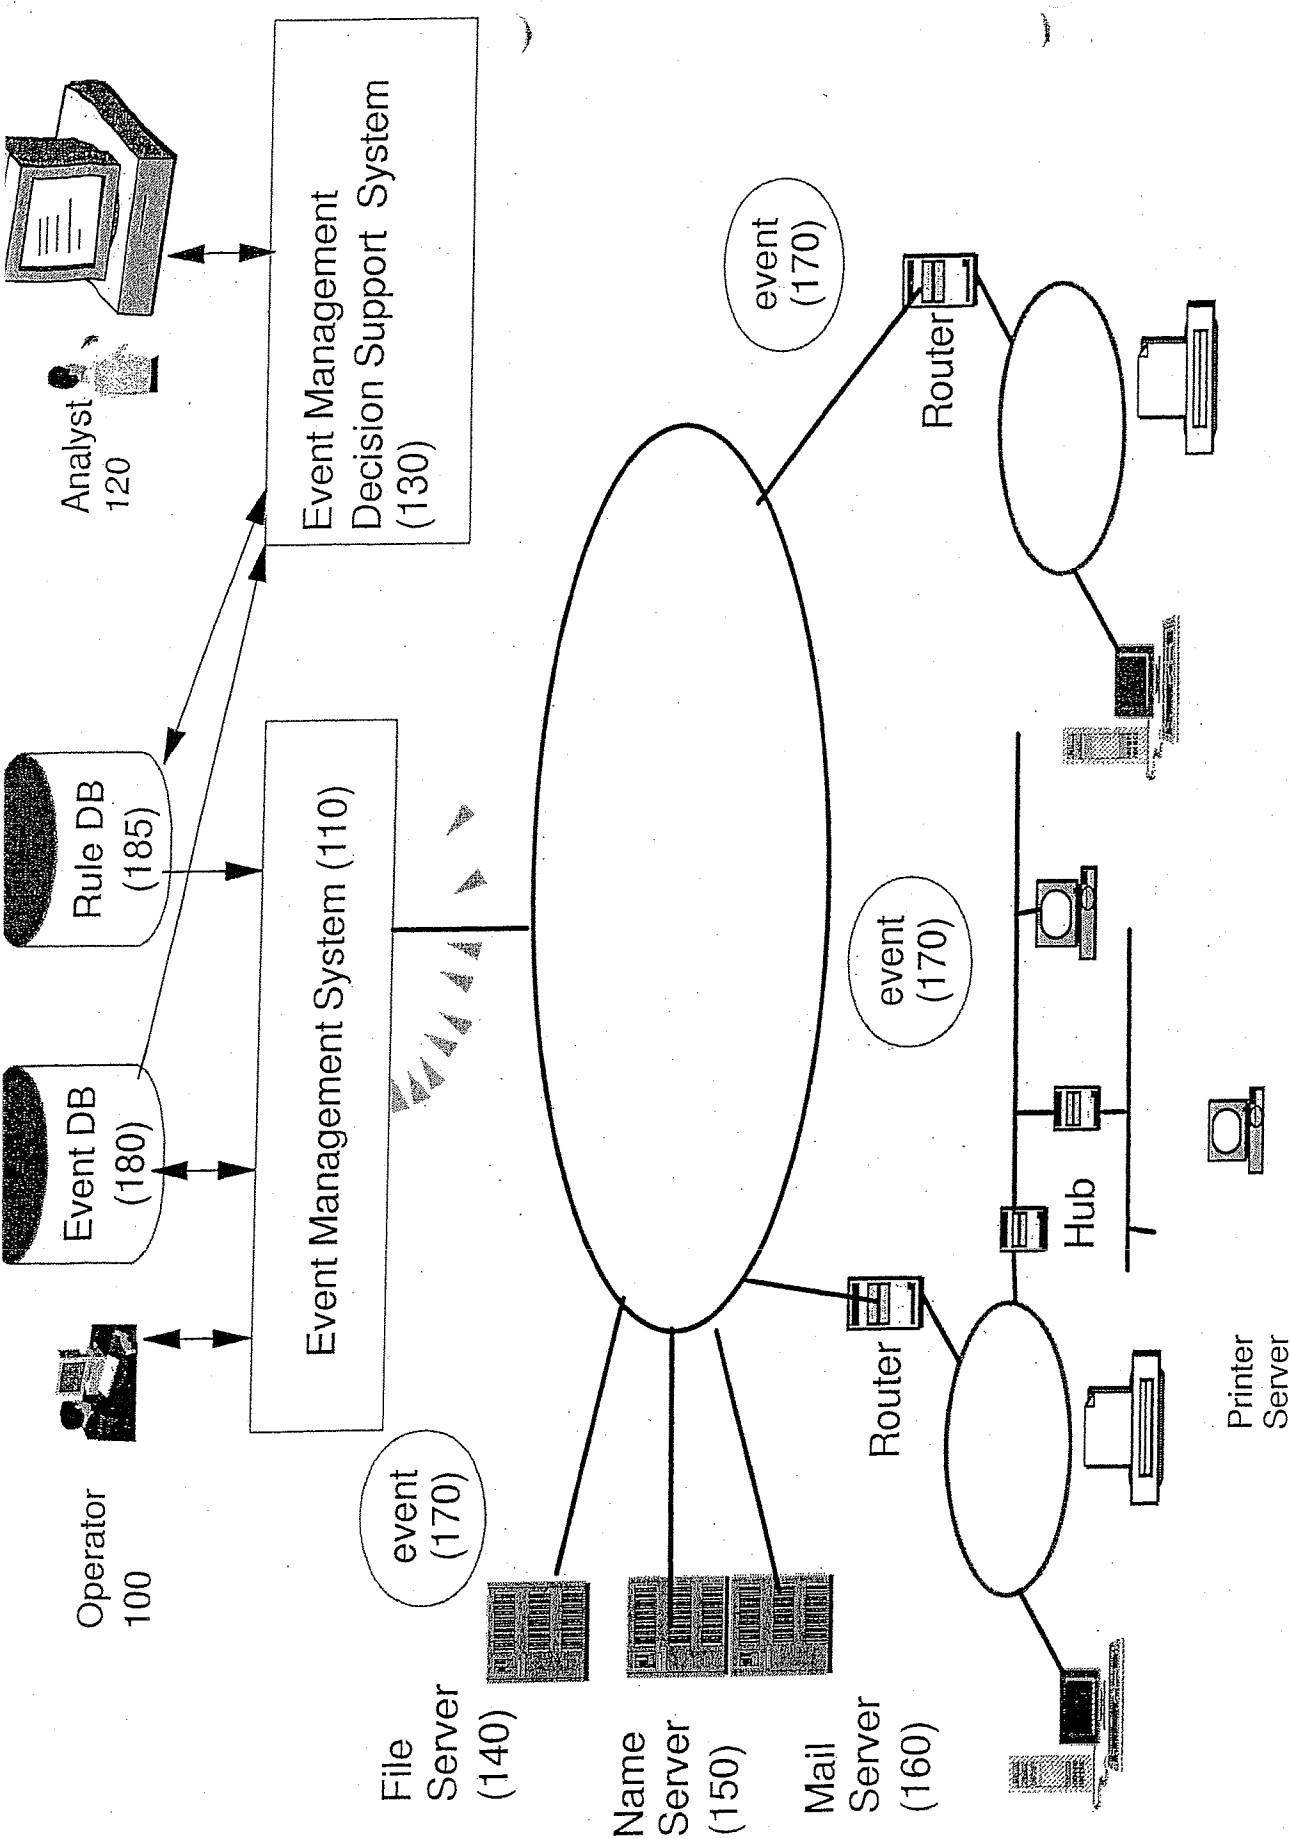 Operator
100
Event DB
(180)
Rule DB
(185)
Analyst
120
Event Management System (110)
Event Management
Decision Support System
(130)
event
(170)
File
Server
(140)
Name
Server
(150)
Mail
Server
(160)
Router
event
(170)
Router
event
(170)
Hub
Printer
Server